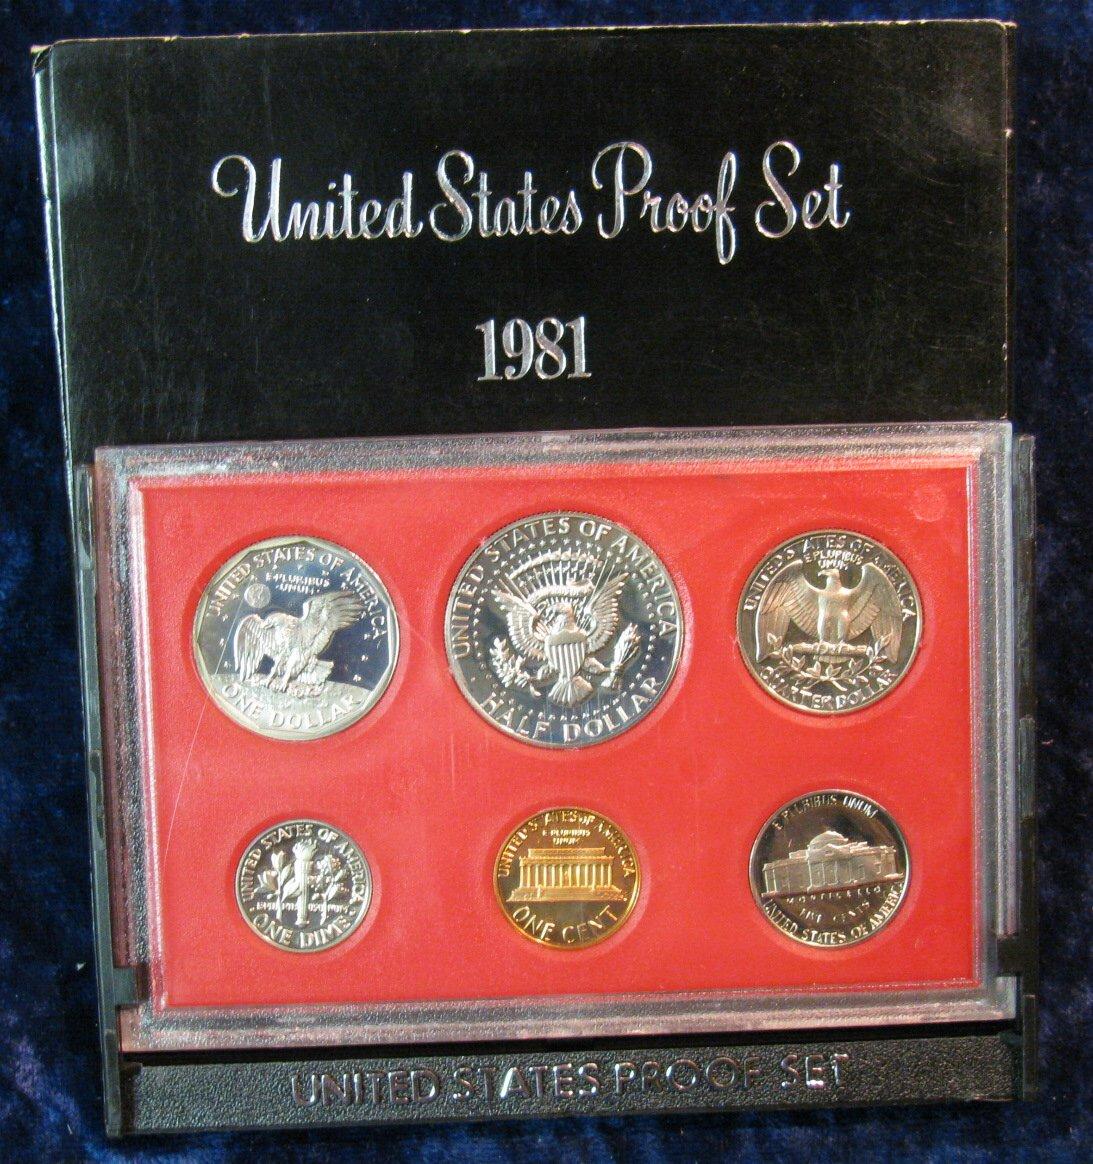 United States Proof Set
1981
UNITED STATES OF AMERICA
E·PLURIBUS
·UNUM·
ONE DOLLAR
UNITED STATES OF AMERICA
HALF DOLLAR
UNITED STATES OF AMERICA
E·PLURIBUS
UNUM·
QUARTER DOLLAR
UNITED STATES OF AMERICA
ONE DIME
UNITED STATES OF AMERICA
E·PLURIBUS
UNUM·
ONE CENT
E PLURIBUS UNUM
MONTICELLO
FIVE CENTS
UNITED STATES OF AMERICA
UNITED STATES PROOF SET